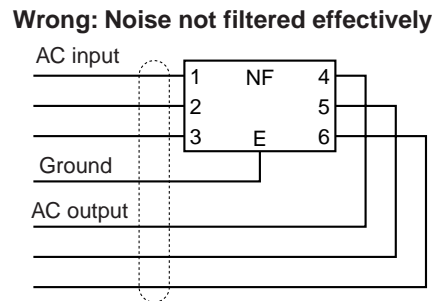 Wrong: Noise not filtered effectively
AC input
1 NF 4
2 5
3 E 6
Ground
AC output